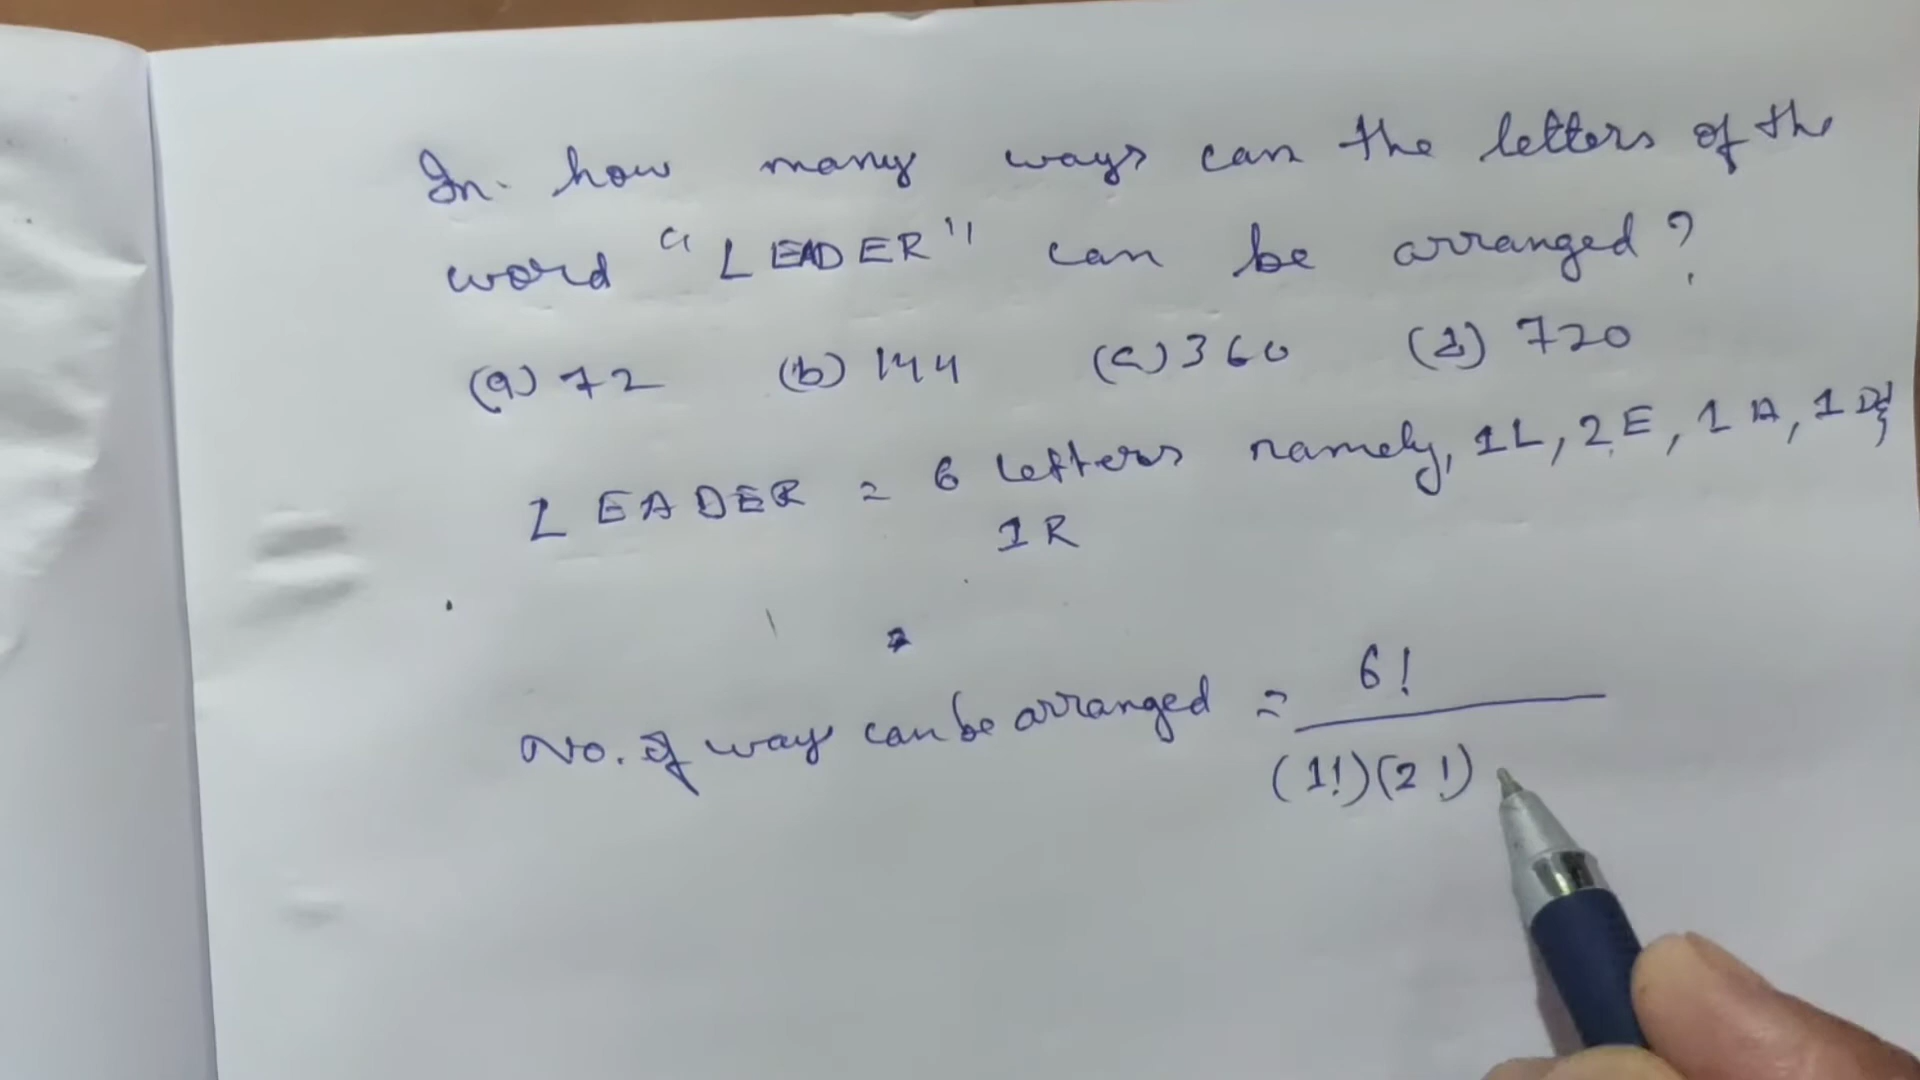 In how many ways can the letters of the
word "LEADER" can be arranged?
(a) 72 (b) 144 (c) 360 (d) 720
LEADER = 6 letters namely, 1L, 2E, 1A, 1D,
1R
No. of way can be arranged = 6!
(1!)(2!)